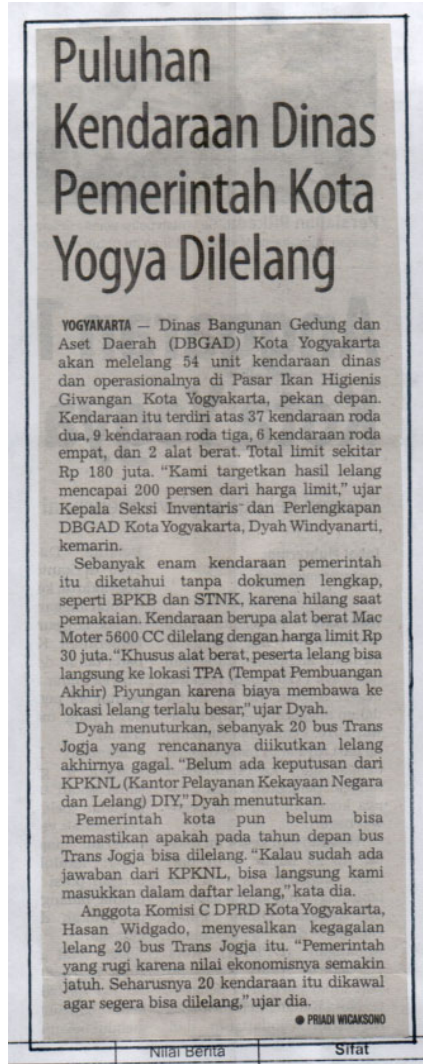 Puluhan
Kendaraan Dinas
Pemerintah Kota
Yogya Dilelang
YOGYAKARTA — Dinas Bangunan Gedung dan
Aset Daerah (DBGAD) Kota Yogyakarta
akan melelang 54 unit kendaraan dinas
dan operasionalnya di Pasar Ikan Higienis
Giwangan Kota Yogyakarta, pekan depan.
Kendaraan itu terdiri atas 37 kendaraan roda
dua, 9 kendaraan roda tiga, 6 kendaraan roda
empat, dan 2 alat berat. Total limit sekitar
Rp 180 juta. “Kami targetkan hasil lelang
mencapai 200 persen dari harga limit,” ujar
Kepala Seksi Inventaris dan Perlengkapan
DBGAD Kota Yogyakarta, Dyah Windyanarti,
kemarin.
Sebanyak enam kendaraan pemerintah
itu diketahui tanpa dokumen lengkap,
seperti BPKB dan STNK, karena hilang saat
pemakaian. Kendaraan berupa alat berat Mac
Moter 5600 CC dilelang dengan harga limit Rp
30 juta. “Khusus alat berat, peserta lelang bisa
langsung ke lokasi TPA (Tempat Pembuangan
Akhir) Piyungan karena biaya membawa ke
lokasi lelang terlalu besar,” ujar Dyah.
Dyah menuturkan, sebanyak 20 bus Trans
Jogja yang rencananya diikutkan lelang
akhirnya gagal. “Belum ada keputusan dari
KPKNL (Kantor Pelayanan Kekayaan Negara
dan Lelang) DIY,” Dyah menuturkan.
Pemerintah kota pun belum bisa
memastikan apakah pada tahun depan bus
Trans Jogja bisa dilelang. “Kalau sudah ada
jawaban dari KPKNL, bisa langsung kami
masukkan dalam daftar lelang,” kata dia.
Anggota Komisi C DPRD Kota Yogyakarta,
Hasan Widgado, menyesalkan kegagalan
lelang 20 bus Trans Jogja itu. “Pemerintah
yang rugi karena nilai ekonomisnya semakin
jatuh. Seharusnya 20 kendaraan itu dikawal
agar segera bisa dilelang,” ujar dia.
● PRIADI WICAKSONO
Nilai Berita Sifat